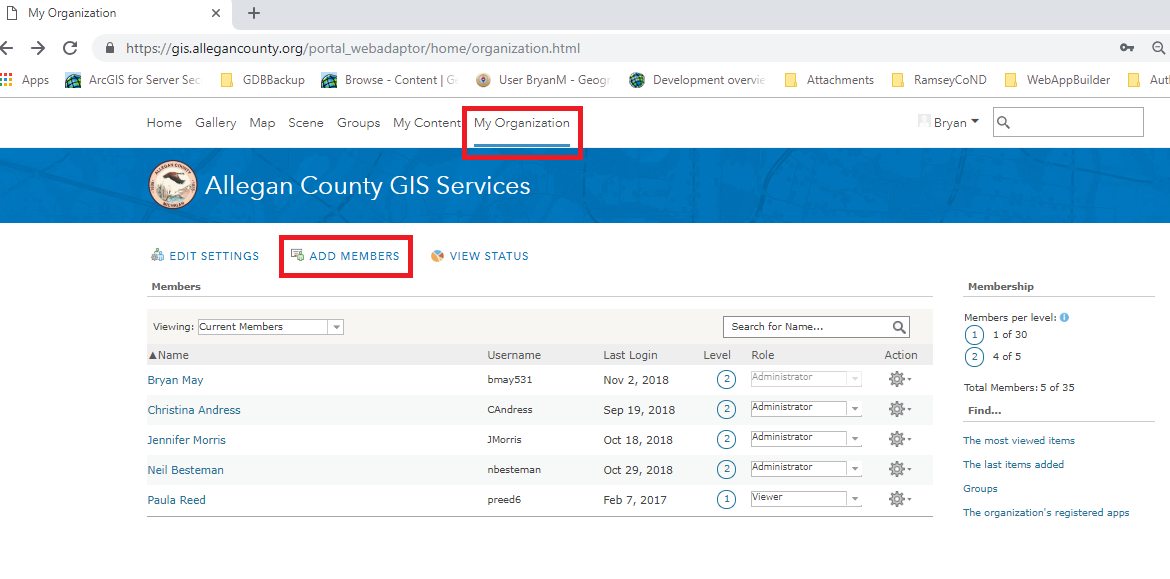 My Organization
https://gis.allegancounty.org/portal_webadaptor/home/organization.html
Apps ArcGIS for Server Sec GDBBackup Browse - Content | G User BryanM - Geogr Development overvie Attachments RamseyCoND WebAppBuilder Au
Home Gallery Map Scene Groups My Content My Organization Bryan
ALLEGAN COUNTY
MICHIGAN
Allegan County GIS Services
EDIT SETTINGS ADD MEMBERS VIEW STATUS
Members
Viewing: Current Members Search for Name...
▲Name Username Last Login Level Role Action
Bryan May bmay531 Nov 2, 2018 2 Administrator
Christina Andress CAndress Sep 19, 2018 2 Administrator
Jennifer Morris JMorris Oct 18, 2018 2 Administrator
Neil Besteman nbesteman Oct 29, 2018 2 Administrator
Paula Reed preed6 Feb 7, 2017 1 Viewer
Membership
Members per level:
1 1 of 30
2 4 of 5
Total Members: 5 of 35
Find...
The most viewed items
The last items added
Groups
The organization's registered apps